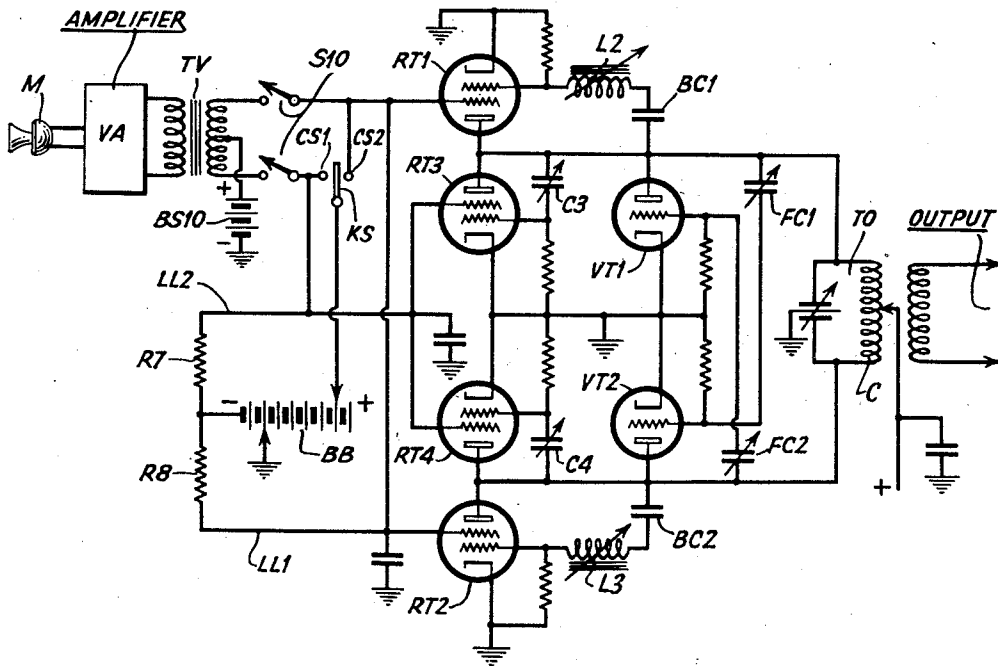 AMPLIFIER
M
VA
TV
S10
CS1
CS2
KS
+
BS10
-
LL2
R7
-
+
BB
R8
LL1
RT1
L2
BC1
RT3
C3
VT1
FC1
TO
OUTPUT
VT2
C
RT4
C4
FC2
+
BC2
L3
RT2